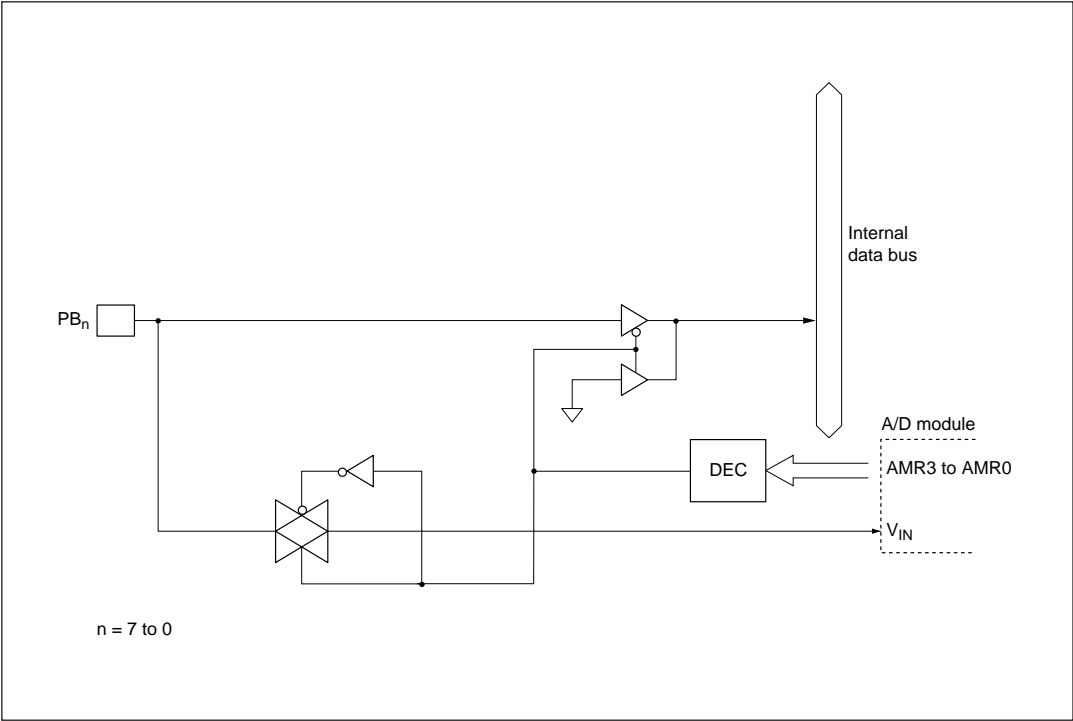 Internal
data bus
PBn
A/D module
DEC
AMR3 to AMR0
VIN
n = 7 to 0